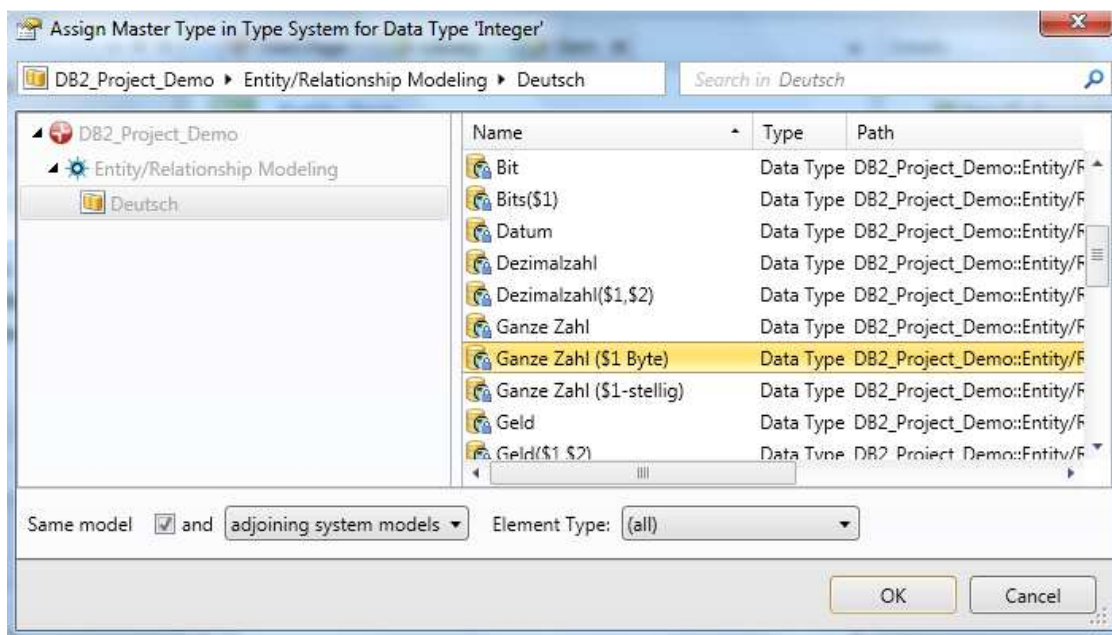 Assign Master Type in Type System for Data Type 'Integer'
DB2_Project_Demo ▸ Entity/Relationship Modeling ▸ Deutsch Search in Deutsch
DB2_Project_Demo
Entity/Relationship Modeling
Deutsch
Name Type Path
Bit Data Type DB2_Project_Demo::Entity/R
Bits($1) Data Type DB2_Project_Demo::Entity/R
Datum Data Type DB2_Project_Demo::Entity/R
Dezimalzahl Data Type DB2_Project_Demo::Entity/R
Dezimalzahl($1,$2) Data Type DB2_Project_Demo::Entity/R
Ganze Zahl Data Type DB2_Project_Demo::Entity/R
Ganze Zahl ($1 Byte) Data Type DB2_Project_Demo::Entity/R
Ganze Zahl ($1-stellig) Data Type DB2_Project_Demo::Entity/R
Geld Data Type DB2_Project_Demo::Entity/R
Geld($1,$2) Data Type DB2_Project_Demo::Entity/R
Same model and adjoining system models Element Type: (all)
OK Cancel